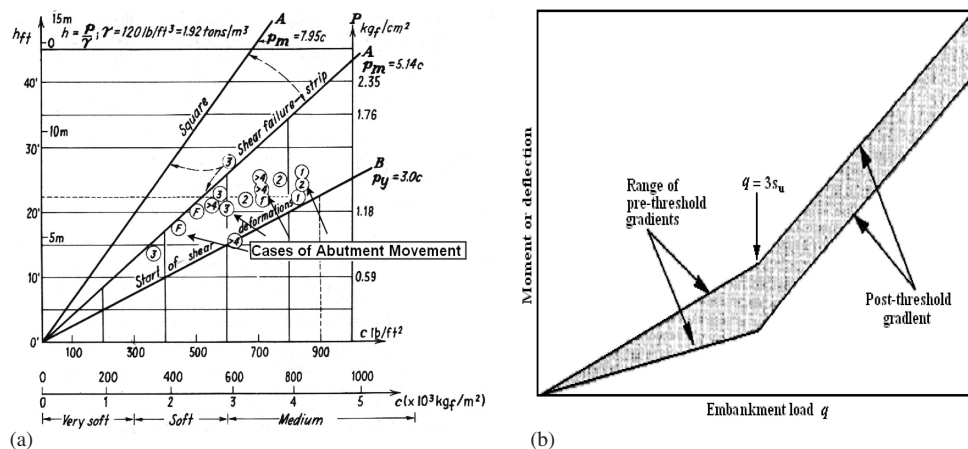 h ft
15m
0
h = P/γ ; γ = 120 lb/ft³ = 1.92 tons/m³
A
Pm = 7.95c
P kgf/cm²
A
Pm = 5.14c
40'
2.35
Square
Shear failure - strip
1.76
10m
30'
B
Py = 3.0c
3
>4
>4
2
1
2
1
3
>4
F
3
2
1
20'
1.18
F
Cases of Abutment Movement
5m
3
>4
Start of shear deformations
10'
0.59
0'
c lb/ft²
100
300
400
500
600
700
800
900
0
200
400
600
800
1000
0
1
2
3
4
5
c (x10³ kgf/m²)
Very soft
Soft
Medium
(a)
Moment or deflection
q = 3su
Range of
pre-threshold
gradients
Post-threshold
gradient
Embankment load q
(b)